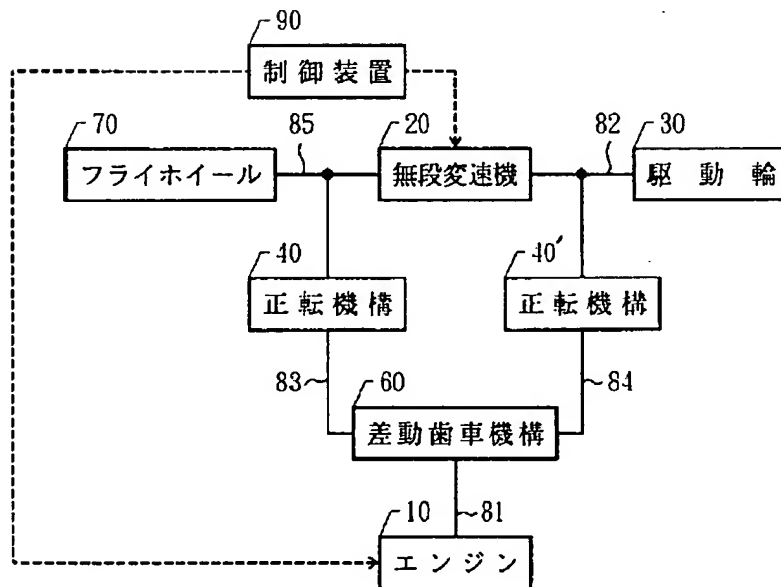 90
制御装置
70
85
20
82
30
フライホイール
無段変速機
駆動輪
40
40′
正転機構
正転機構
83
60
84
差動歯車機構
10
81
エンジン